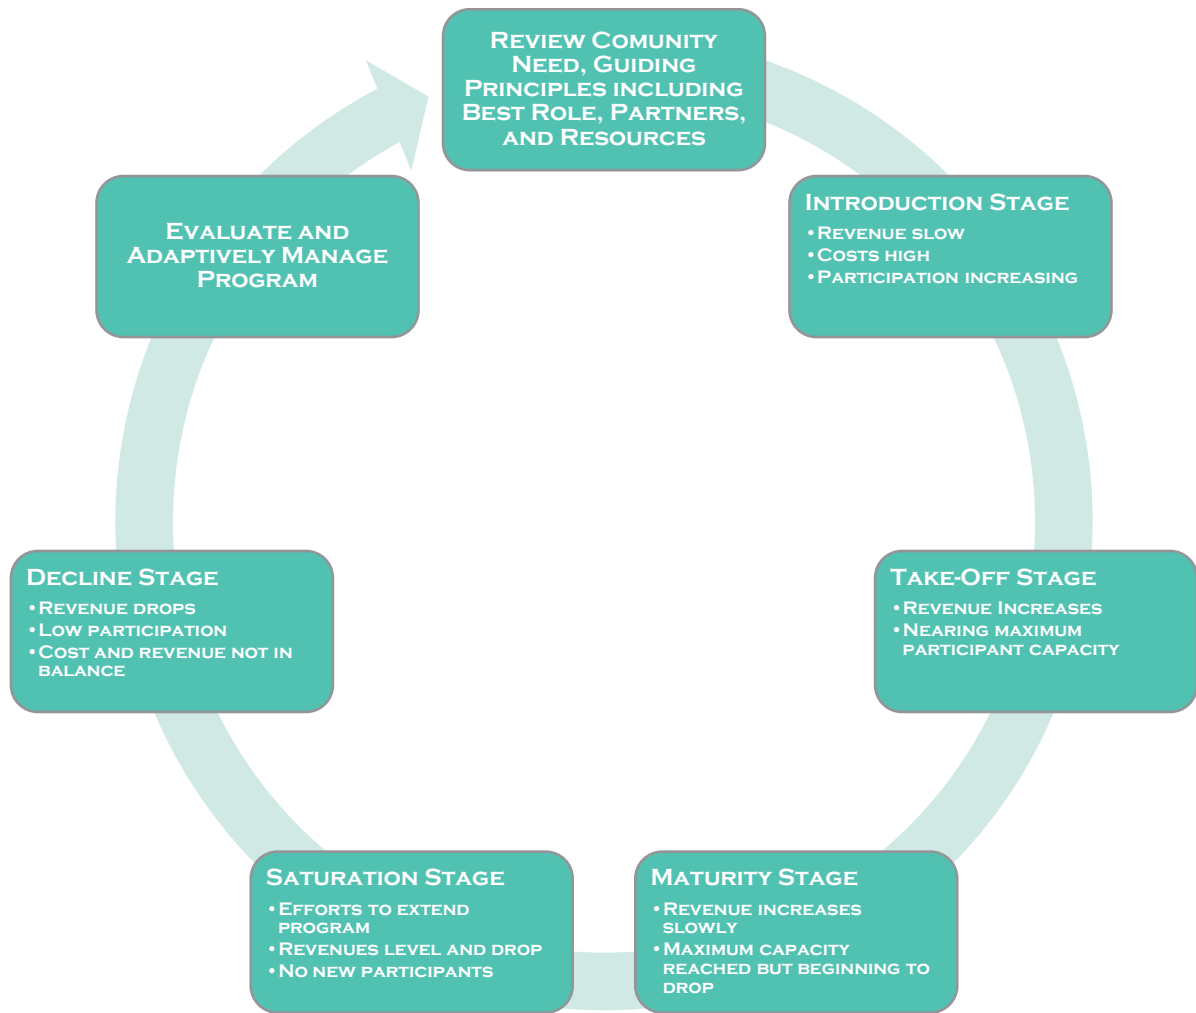 Review Comunity
Need, Guiding
Principles including
Best Role, Partners,
and Resources
Introduction Stage
•Revenue slow
•Costs high
•Participation increasing
Take-Off Stage
•Revenue Increases
•Nearing maximum
participant capacity
Maturity Stage
•Revenue increases
slowly
•Maximum capacity
reached but beginning to
drop
Saturation Stage
•Efforts to extend
program
•Revenues level and drop
•No new participants
Decline Stage
•Revenue drops
•Low participation
•Cost and revenue not in
balance
Evaluate and
Adaptively Manage
Program